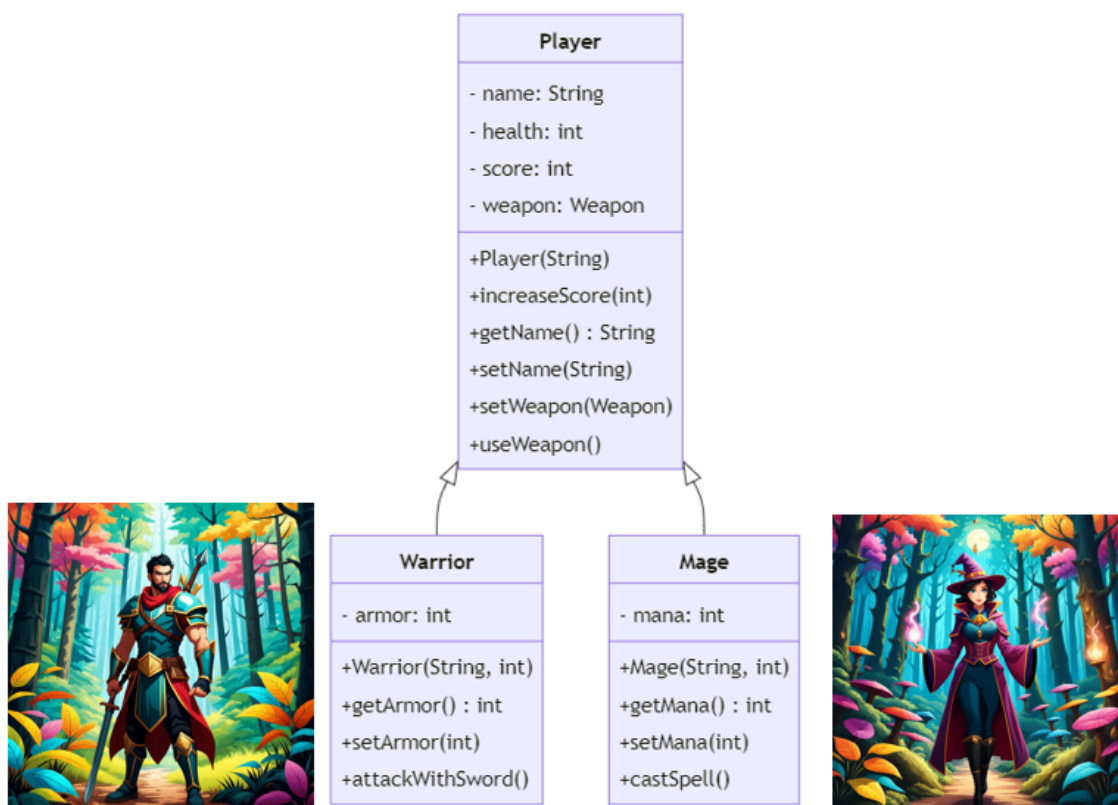 Player
- name: String
- health: int
- score: int
- weapon: Weapon
+Player(String)
+increaseScore(int)
+getName() : String
+setName(String)
+setWeapon(Weapon)
+useWeapon()
Warrior
- armor: int
+Warrior(String, int)
+getArmor() : int
+setArmor(int)
+attackWithSword()
Mage
- mana: int
+Mage(String, int)
+getMana() : int
+setMana(int)
+castSpell()